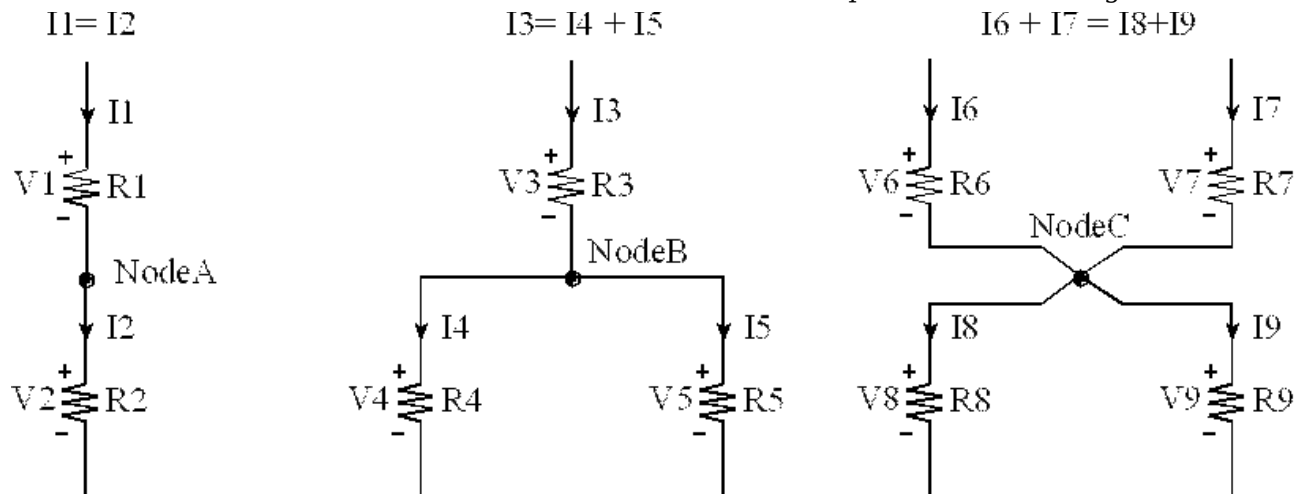 I1= I2
I3= I4 + I5
I6 + I7 = I8+I9
I1
I3
I6
I7
+
+
+
+
V1
R1
V3
R3
V6
R6
V7
R7
-
-
-
-
NodeA
NodeB
NodeC
I2
I4
I5
I8
I9
+
+
+
+
+
V2
R2
V4
R4
V5
R5
V8
R8
V9
R9
-
-
-
-
-